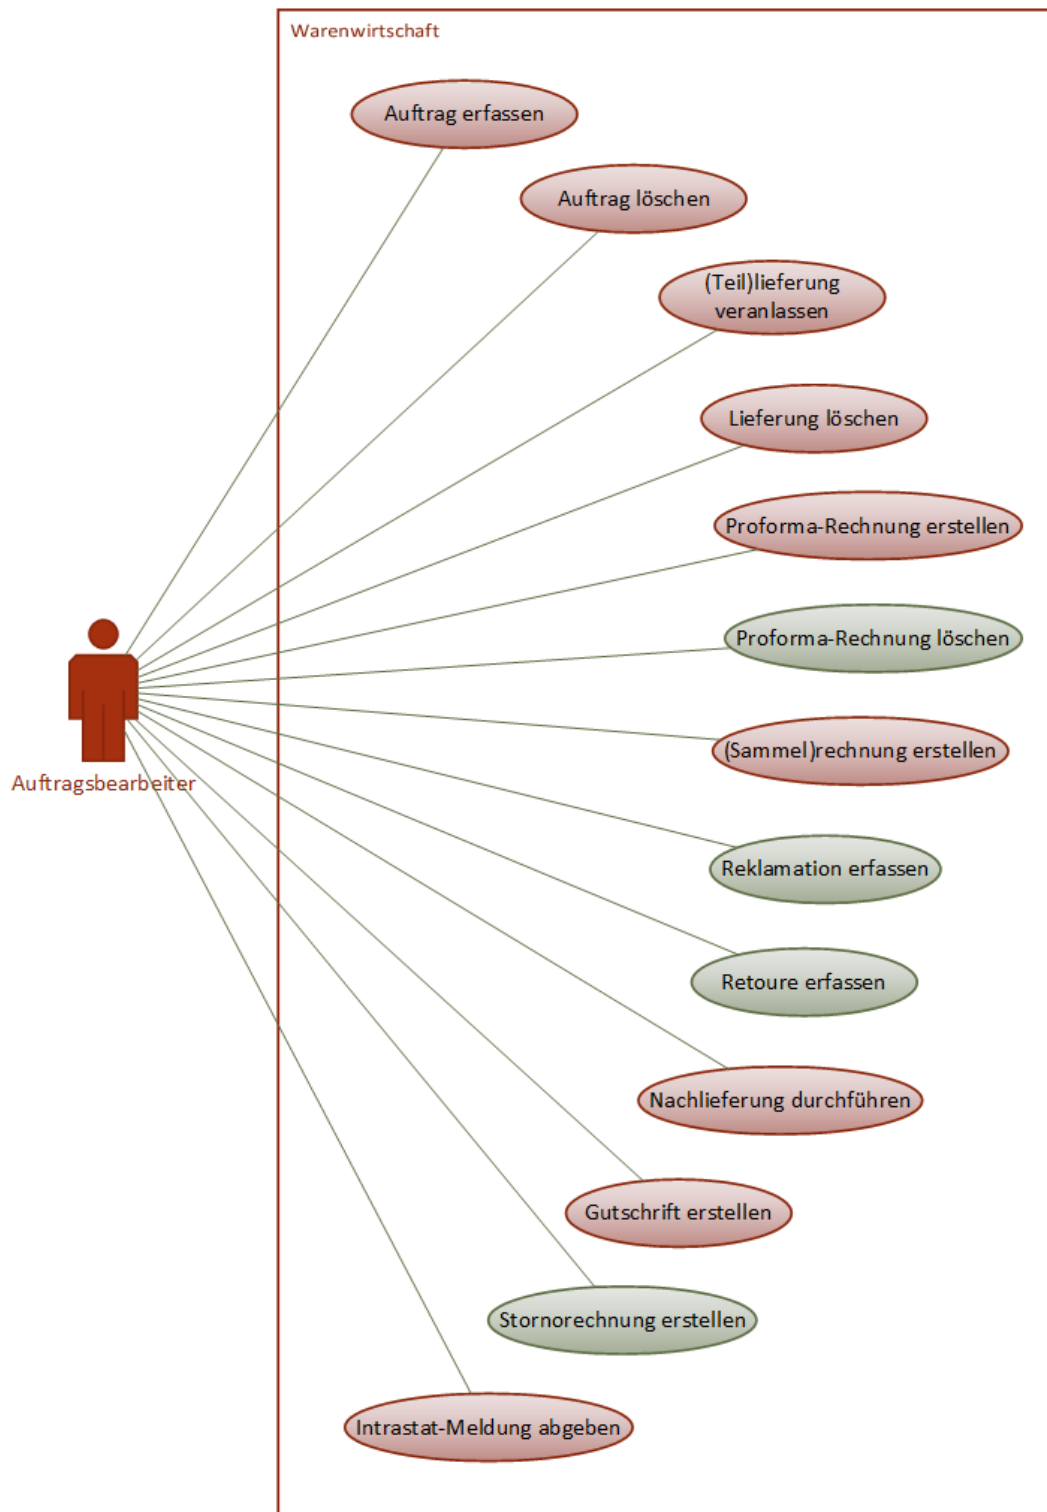 Warenwirtschaft
Auftrag erfassen
Auftrag löschen
(Teil)lieferung
veranlassen
Lieferung löschen
Proforma-Rechnung erstellen
Proforma-Rechnung löschen
(Sammel)rechnung erstellen
Auftragsbearbeiter
Reklamation erfassen
Retoure erfassen
Nachlieferung durchführen
Gutschrift erstellen
Stornorechnung erstellen
Intrastat-Meldung abgeben